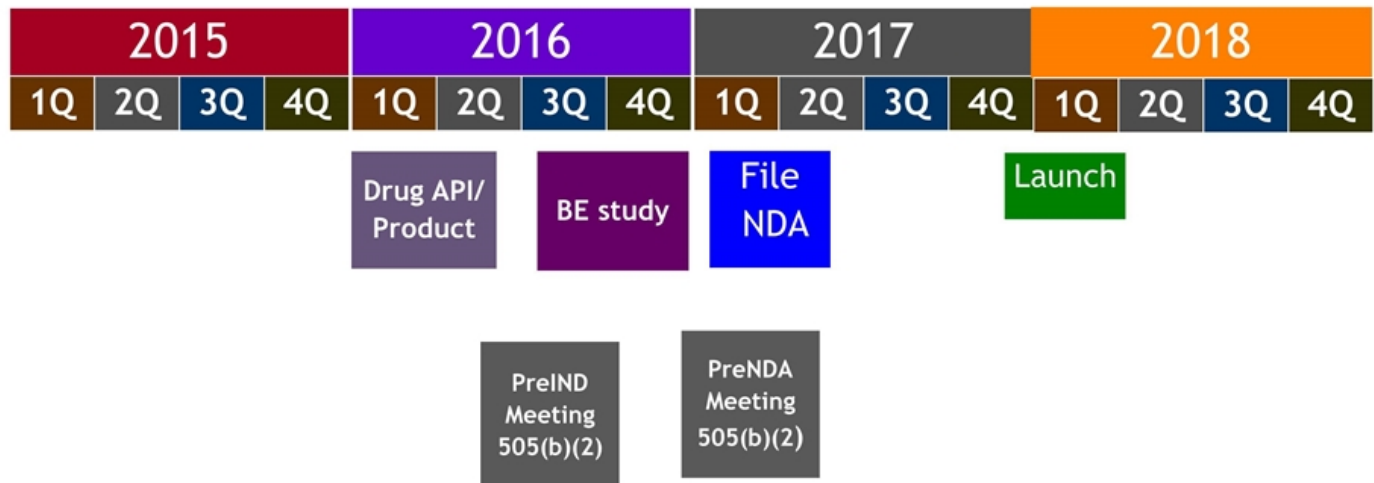 2015 2016 2017 2018
1Q 2Q 3Q 4Q 1Q 2Q 3Q 4Q 1Q 2Q 3Q 4Q 1Q 2Q 3Q 4Q
Drug API/
Product
BE study
File
NDA
Launch
PreIND
Meeting
505(b)(2)
PreNDA
Meeting
505(b)(2)